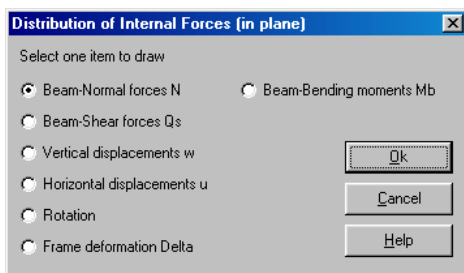 Distribution of Internal Forces (in plane)
Select one item to draw
Beam-Normal forces N
Beam-Bending moments Mb
Beam-Shear forces Qs
Vertical displacements w
Horizontal displacements u
Rotation
Frame deformation Delta
Ok
Cancel
Help